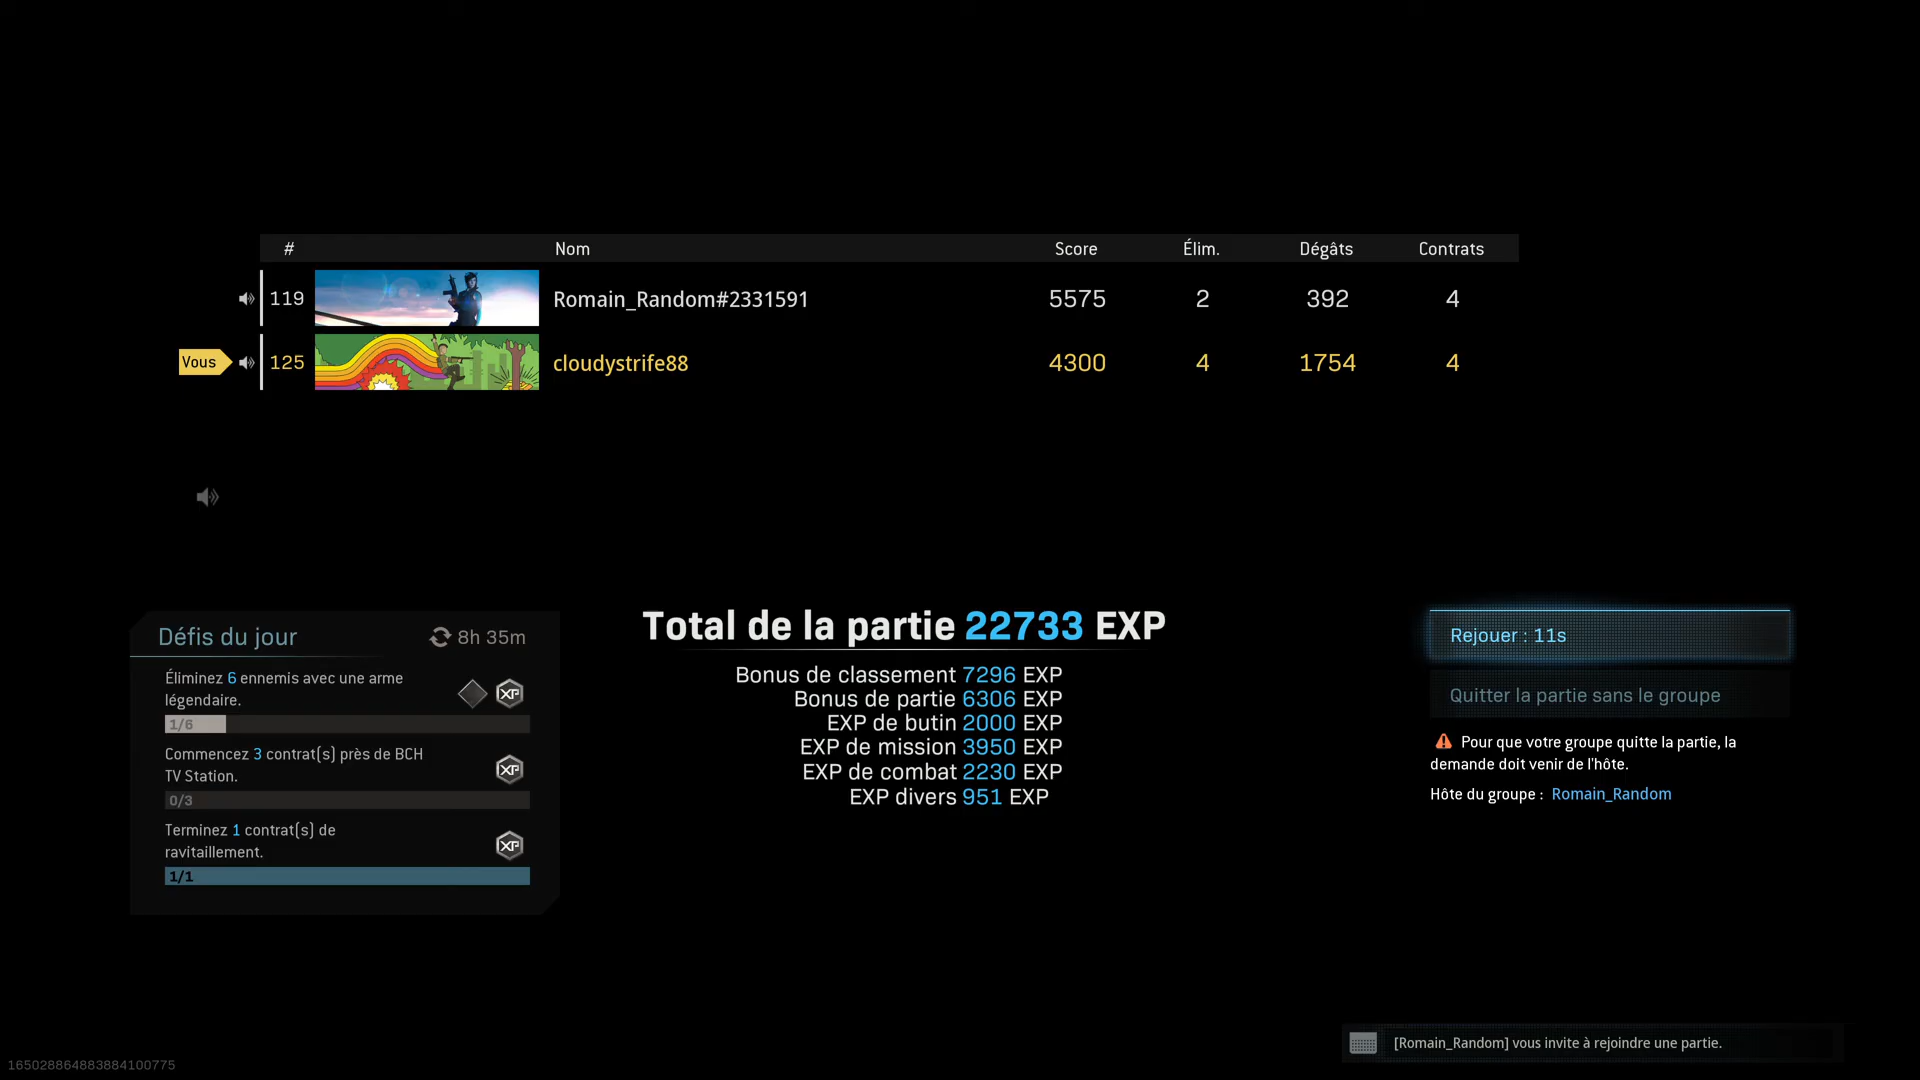 # Nom Score Élim. Dégâts Contrats
119 Romain_Random#2331591 5575 2 392 4
Vous 125 cloudystrife88 4300 4 1754 4
Défis du jour 8h 35m
Éliminez 6 ennemis avec une arme
légendaire.
XP
1/6
Commencez 3 contrat(s) près de BCH
TV Station.
XP
0/3
Terminez 1 contrat(s) de
ravitaillement.
XP
1/1
Total de la partie 22733 EXP
Bonus de classement 7296 EXP
Bonus de partie 6306 EXP
EXP de butin 2000 EXP
EXP de mission 3950 EXP
EXP de combat 2230 EXP
EXP divers 951 EXP
Rejouer : 11s
Quitter la partie sans le groupe
Pour que votre groupe quitte la partie, la
demande doit venir de l'hôte.
Hôte du groupe : Romain_Random
[Romain_Random] vous invite à rejoindre une partie.
16502886488388410​0775